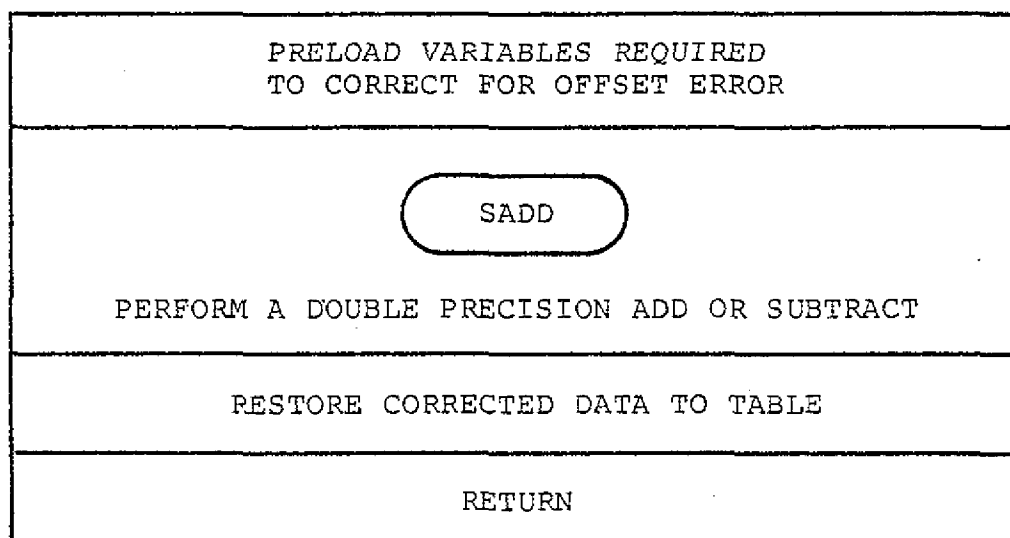 PRELOAD VARIABLES REQUIRED
TO CORRECT FOR OFFSET ERROR
SADD
PERFORM A DOUBLE PRECISION ADD OR SUBTRACT
RESTORE CORRECTED DATA TO TABLE
RETURN